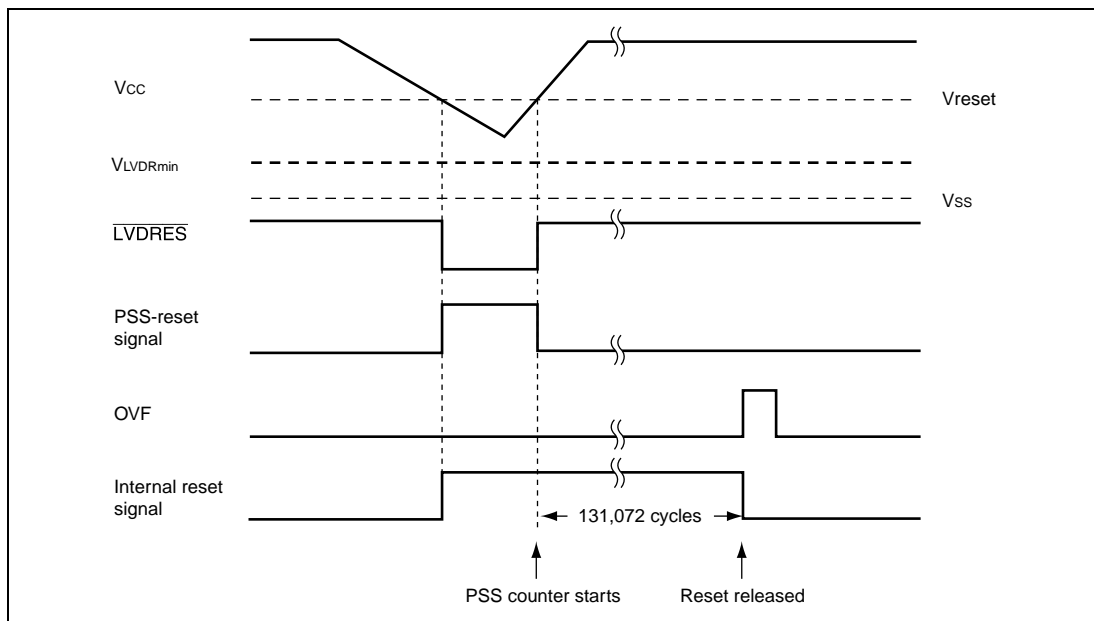 VCC
Vreset
VLVDRmin
VSS
LVDRES
PSS-reset
signal
OVF
Internal reset
signal
131,072 cycles
PSS counter starts
Reset released